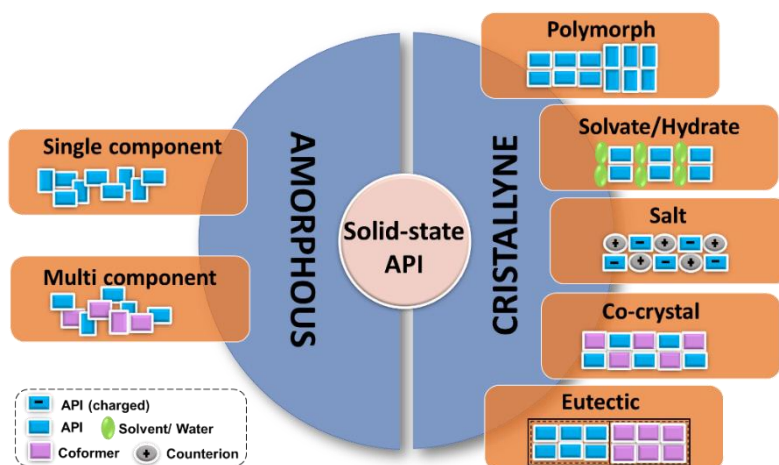 Polymorph
Solvate/Hydrate
Salt
+ - + - +
- + - + -
Co-crystal
Eutectic
Single component
Multi component
AMORPHOUS
Solid-state
API
CRISTALLYNE
- API (charged)
API
Solvent/ Water
Coformer
+ Counterion